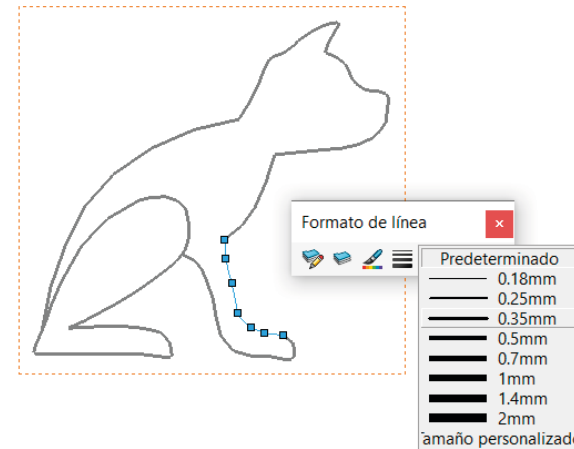 Formato de línea
Predeterminado
0.18mm
0.25mm
0.35mm
0.5mm
0.7mm
1mm
1.4mm
2mm
amaño personalizado